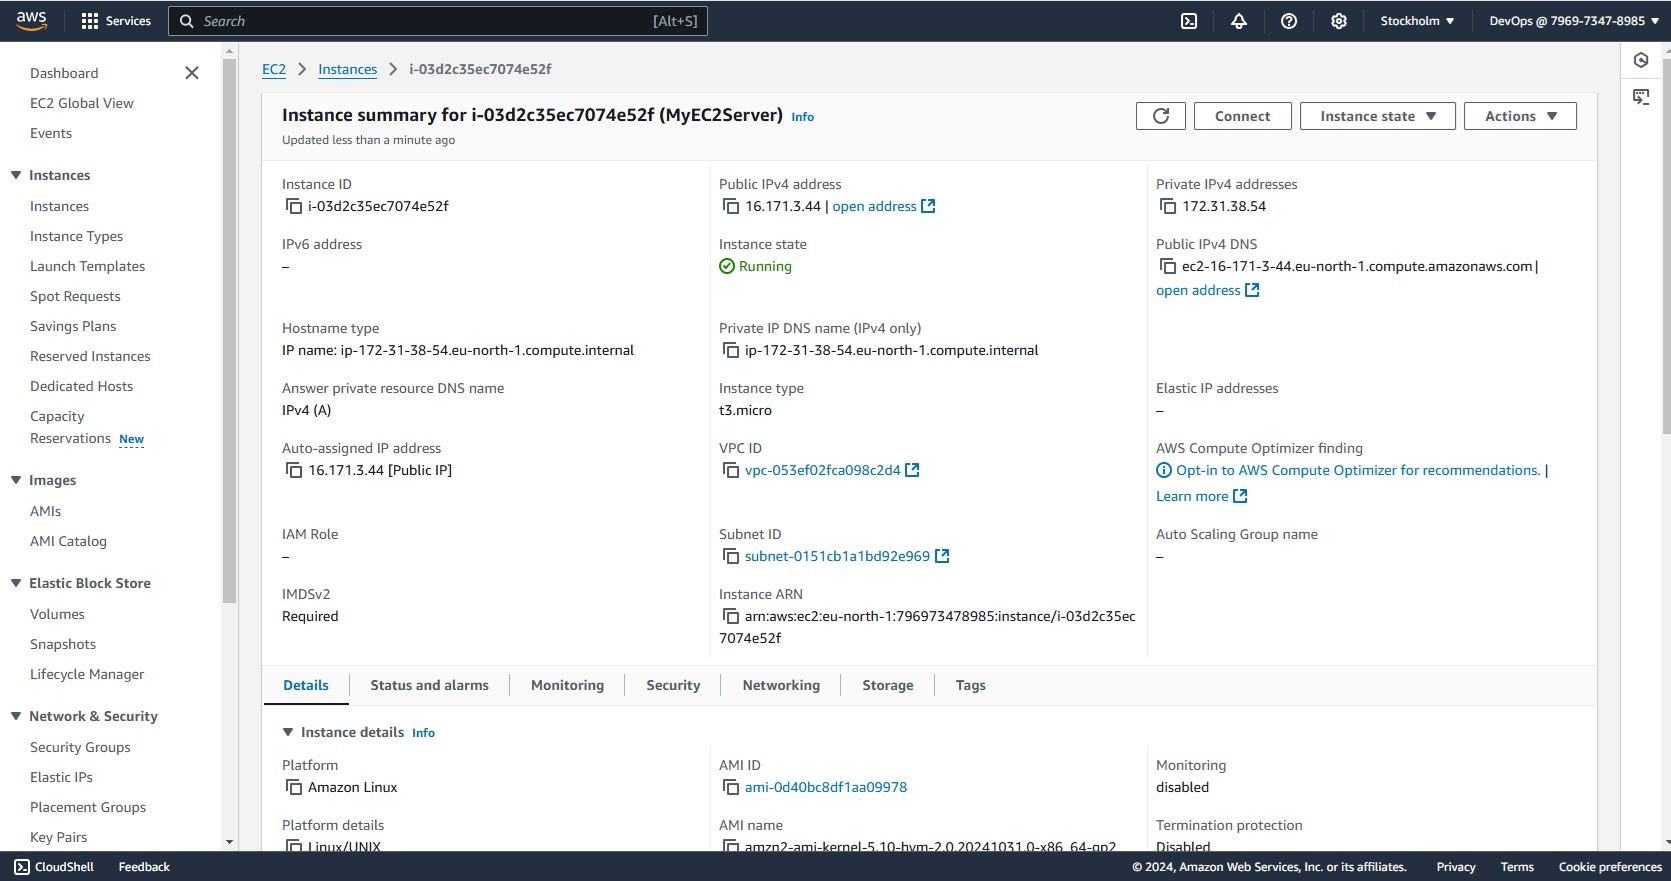 aws
Services
Search
[Alt+S]
Stockholm
DevOps @ 7969-7347-8985
Dashboard
EC2 Global View
Events
Instances
Instances
Instance Types
Launch Templates
Spot Requests
Savings Plans
Reserved Instances
Dedicated Hosts
Capacity
Reservations New
Images
AMIs
AMI Catalog
Elastic Block Store
Volumes
Snapshots
Lifecycle Manager
Network & Security
Security Groups
Elastic IPs
Placement Groups
Key Pairs
EC2 > Instances > i-03d2c35ec7074e52f
Instance summary for i-03d2c35ec7074e52f (MyEC2Server) Info
Updated less than a minute ago
Connect
Instance state
Actions
Instance ID
i-03d2c35ec7074e52f
Public IPv4 address
16.171.3.44 | open address
Private IPv4 addresses
172.31.38.54
IPv6 address
–
Instance state
Running
Public IPv4 DNS
ec2-16-171-3-44.eu-north-1.compute.amazonaws.com |
open address
Hostname type
IP name: ip-172-31-38-54.eu-north-1.compute.internal
Private IP DNS name (IPv4 only)
ip-172-31-38-54.eu-north-1.compute.internal
Answer private resource DNS name
IPv4 (A)
Instance type
t3.micro
Elastic IP addresses
–
Auto-assigned IP address
16.171.3.44 [Public IP]
VPC ID
vpc-053ef02fca098c2d4
AWS Compute Optimizer finding
Opt-in to AWS Compute Optimizer for recommendations. |
Learn more
IAM Role
–
Subnet ID
subnet-0151cb1a1bd92e969
Auto Scaling Group name
–
IMDSv2
Required
Instance ARN
arn:aws:ec2:eu-north-1:796973478985:instance/i-03d2c35ec
7074e52f
Details
Status and alarms
Monitoring
Security
Networking
Storage
Tags
Instance details Info
Platform
Amazon Linux
AMI ID
ami-0d40bc8df1aa09978
Monitoring
disabled
Platform details
Linux/UNIX
AMI name
amzn2-ami-kernel-5.10-hvm-2.0.20241031.0-x86_64-gp2
Termination protection
Disabled
CloudShell
Feedback
© 2024, Amazon Web Services, Inc. or its affiliates.
Privacy
Terms
Cookie preferences